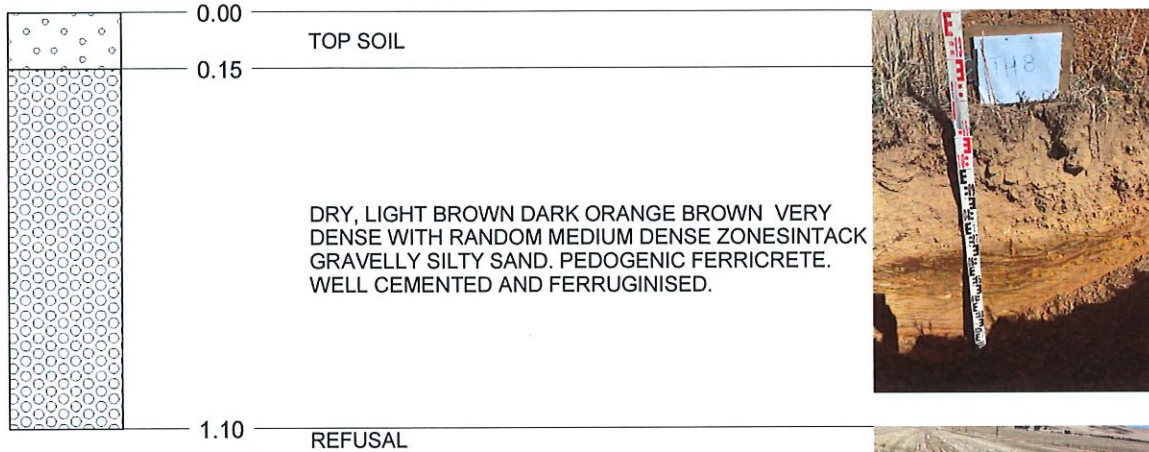 0.00
TOP SOIL
0.15
DRY, LIGHT BROWN DARK ORANGE BROWN VERY
DENSE WITH RANDOM MEDIUM DENSE ZONESINTACK
GRAVELLY SILTY SAND. PEDOGENIC FERRICRETE.
WELL CEMENTED AND FERRUGINISED.
1.10
REFUSAL
TH8